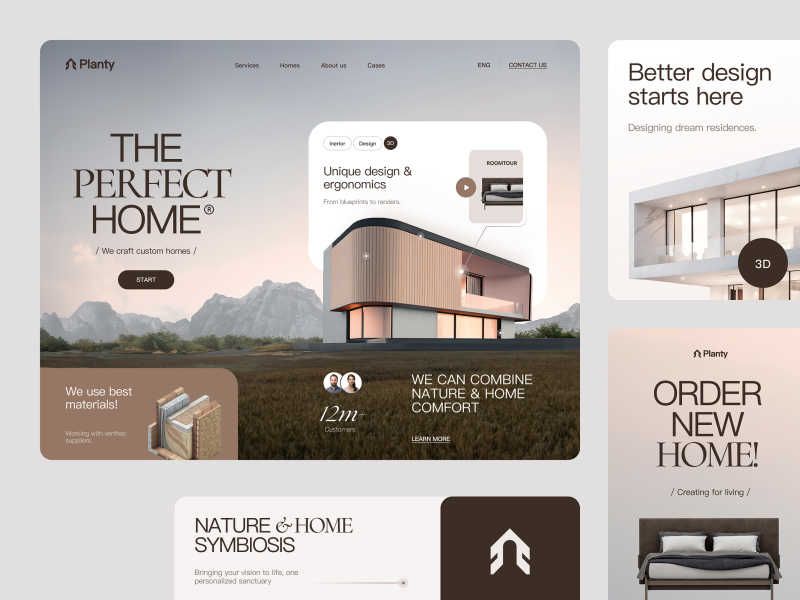 Planty
Services Homes About us Cases
ENG CONTACT US
THE
PERFECT
HOME®
/ We craft custom homes /
START
Inerior Design 3D
Unique design &
ergonomics
From blueprints to renders.
ROOMTOUR
We use best
materials!
Working with verified
suppliers.
12m+
Customers
WE CAN COMBINE
NATURE & HOME
COMFORT
LEARN MORE
Better design
starts here
Designing dream residences.
3D
Planty
ORDER
NEW
HOME!
/ Creating for living /
NATURE & HOME
SYMBIOSIS
Bringing your vision to life, one
personalized sanctuary